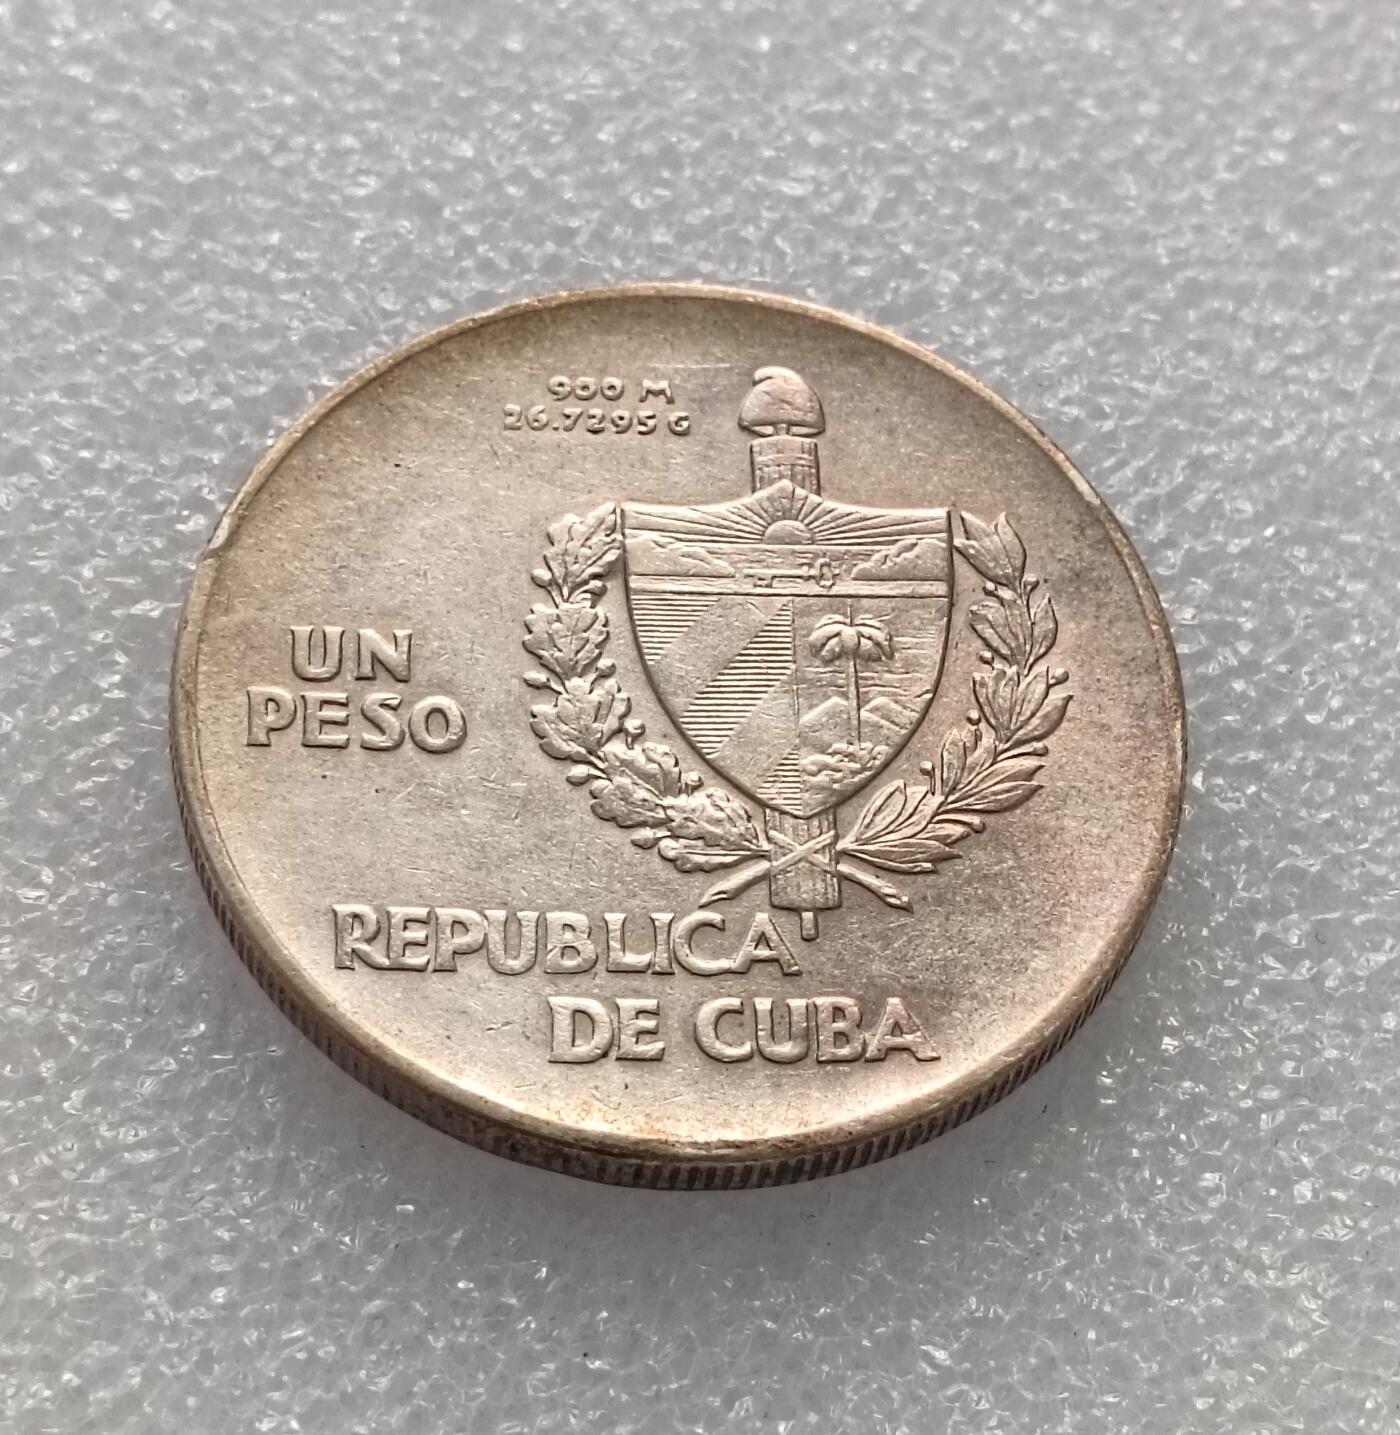 900 M
26.7295 G
UN
PESO
REPUBLICA
DE CUBA